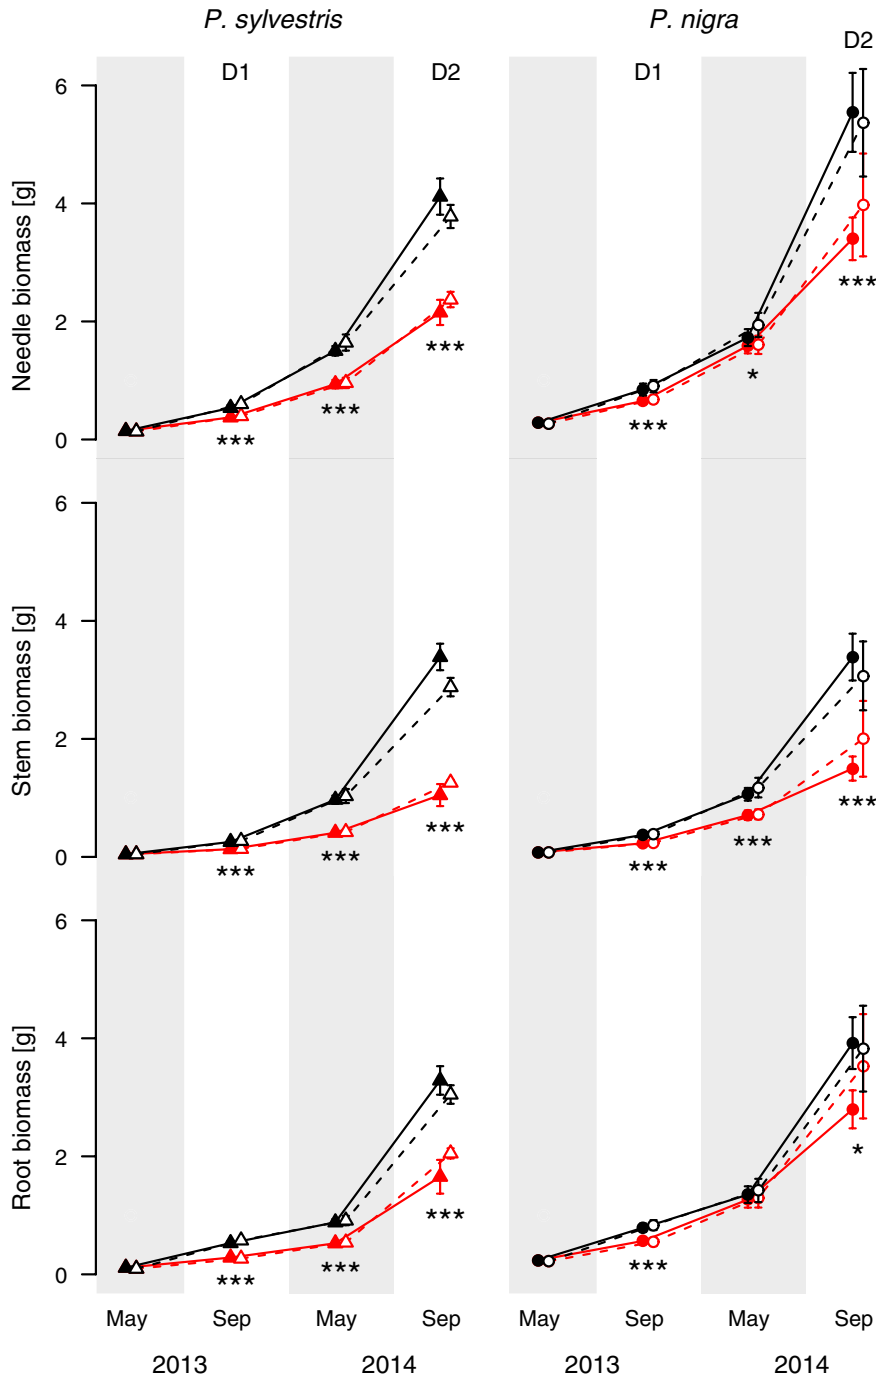 P. sylvestris P. nigra
D1 D2 D1 D2
Needle biomass [g]
6
4
2
0
*** *** *** *** * ***
Stem biomass [g]
6
4
2
0
*** *** *** *** *** ***
Root biomass [g]
6
4
2
0
*** *** *** *** *
May Sep May Sep May Sep May Sep
2013 2014 2013 2014